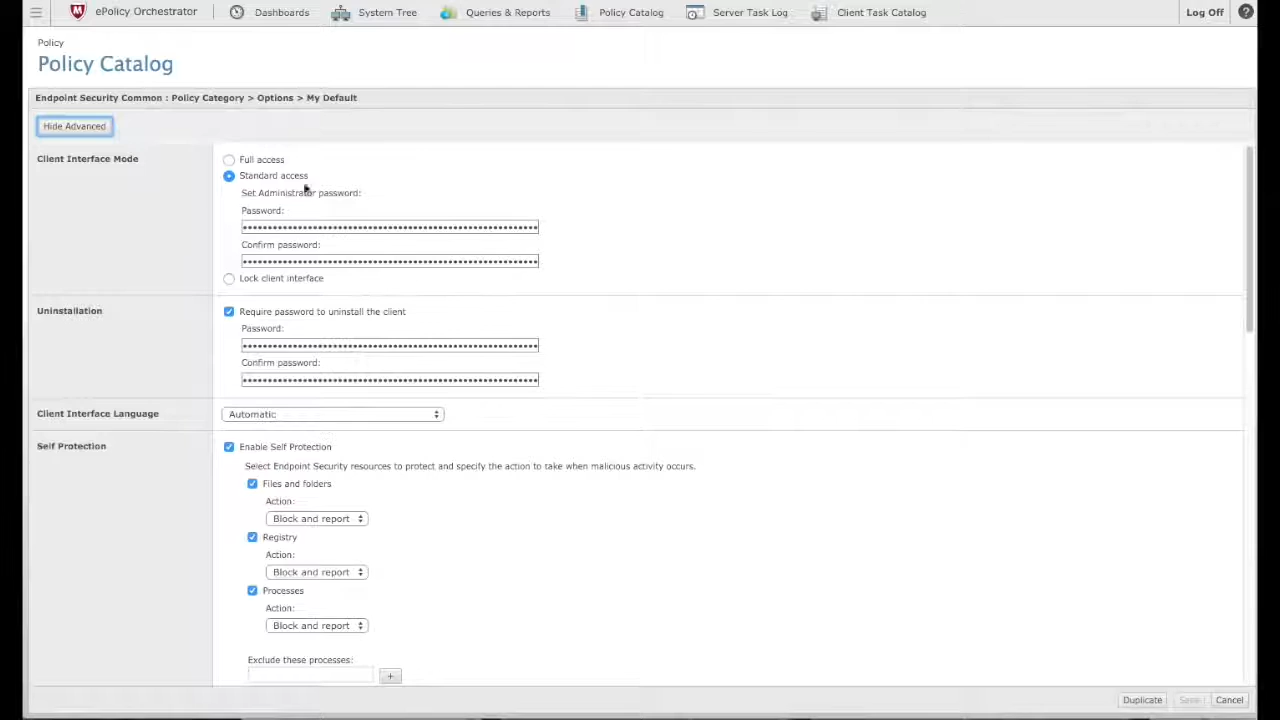 ePolicy Orchestrator
Dashboards
System Tree
Queries & Reports
Policy Catalog
Server Task Log
Client Task Catalog
Log Off
?
Policy
Policy Catalog
Endpoint Security Common : Policy Category > Options > My Default
Hide Advanced
Client Interface Mode
Full access
Standard access
Set Administrator password:
Password:
Confirm password:
Lock client interface
Uninstallation
Require password to uninstall the client
Password:
Confirm password:
Client Interface Language
Automatic
Self Protection
Enable Self Protection
Select Endpoint Security resources to protect and specify the action to take when malicious activity occurs.
Files and folders
Action:
Block and report
Registry
Action:
Block and report
Processes
Action:
Block and report
Exclude these processes:
+
Duplicate
Save
Cancel